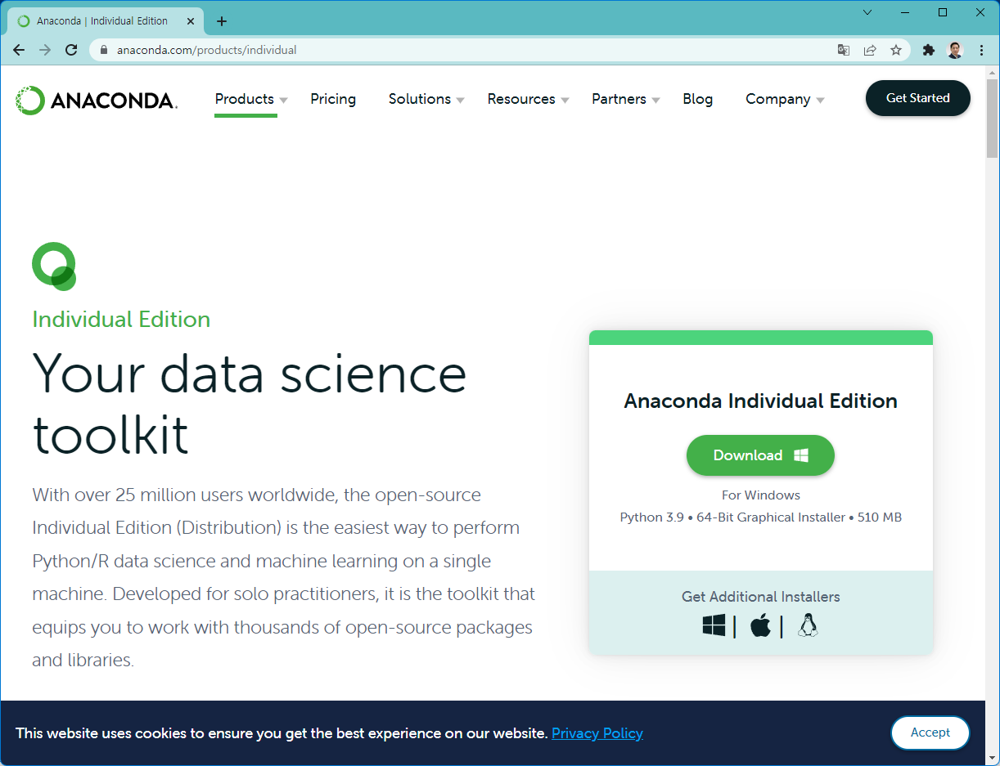 Anaconda | Individual Edition
anaconda.com/products/individual
ANACONDA.
Products
Pricing
Solutions
Resources
Partners
Blog
Company
Get Started
Individual Edition
Your data science
toolkit
With over 25 million users worldwide, the open-source
Individual Edition (Distribution) is the easiest way to perform
Python/R data science and machine learning on a single
machine. Developed for solo practitioners, it is the toolkit that
equips you to work with thousands of open-source packages
and libraries.
Anaconda Individual Edition
Download
For Windows
Python 3.9 • 64-Bit Graphical Installer • 510 MB
Get Additional Installers
| |
This website uses cookies to ensure you get the best experience on our website. Privacy Policy
Accept